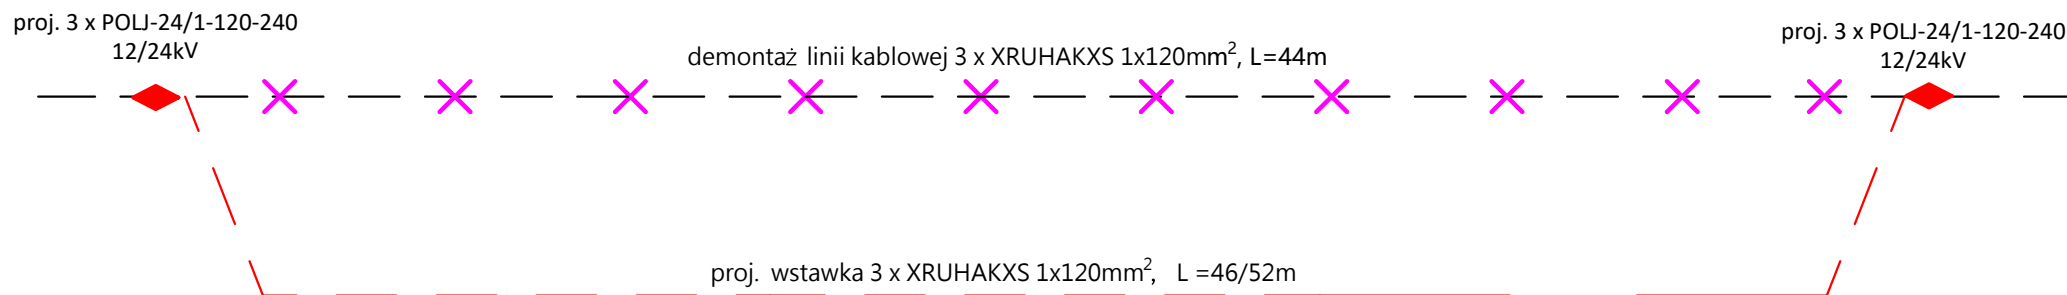 proj. 3 x POLJ-24/1-120-240
12/24kV
demontaż linii kablowej 3 x XRUHAKXS 1x120mm², L=44m
proj. 3 x POLJ-24/1-120-240
12/24kV
proj. wstawka 3 x XRUHAKXS 1x120mm², L =46/52m